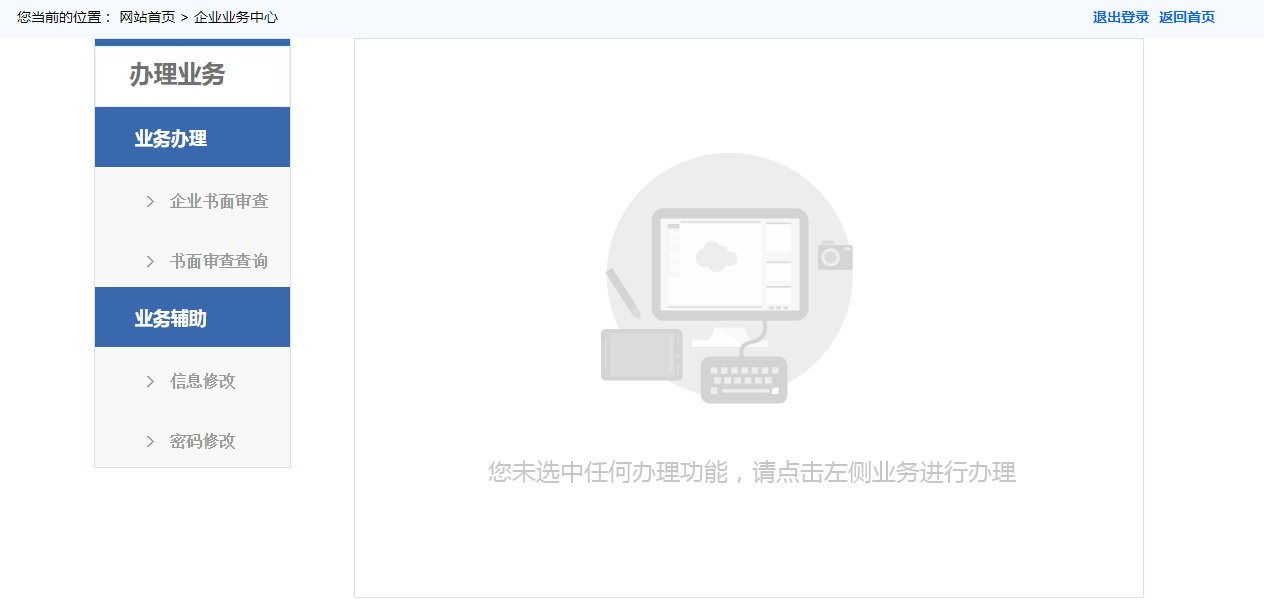 您当前的位置： 网站首页 > 企业业务中心
退出登录 返回首页
办理业务
业务办理
企业书面审查
书面审查查询
业务辅助
信息修改
密码修改
您未选中任何办理功能，请点击左侧业务进行办理